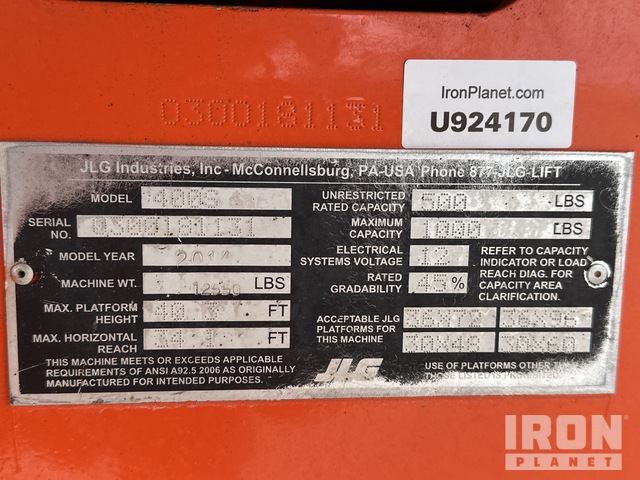 IronPlanet.com
U924170
0300181131
JLG Industries, Inc - McConnellsburg, PA-USA Phone 877-JLG-LIFT
MODEL 400S
SERIAL NO. 0300181131
MODEL YEAR
MACHINE WT. 12550 LBS
MAX. PLATFORM HEIGHT 40 FT
MAX. HORIZONTAL REACH FT
THIS MACHINE MEETS OR EXCEEDS APPLICABLE
REQUIREMENTS OF ANSI A92.5 2006 AS ORIGINALLY
MANUFACTURED FOR INTENDED PURPOSES.
UNRESTRICTED RATED CAPACITY 500 LBS
MAXIMUM CAPACITY 1000 LBS
ELECTRICAL SYSTEMS VOLTAGE 12
RATED GRADABILITY 45%
REFER TO CAPACITY
INDICATOR OR LOAD
REACH DIAG. FOR
CAPACITY AREA
CLARIFICATION.
ACCEPTABLE JLG
PLATFORMS FOR
THIS MACHINE
JLG
USE OF PLATFORMS OTHER
THOSE LISTED IS
IRON
PLANET